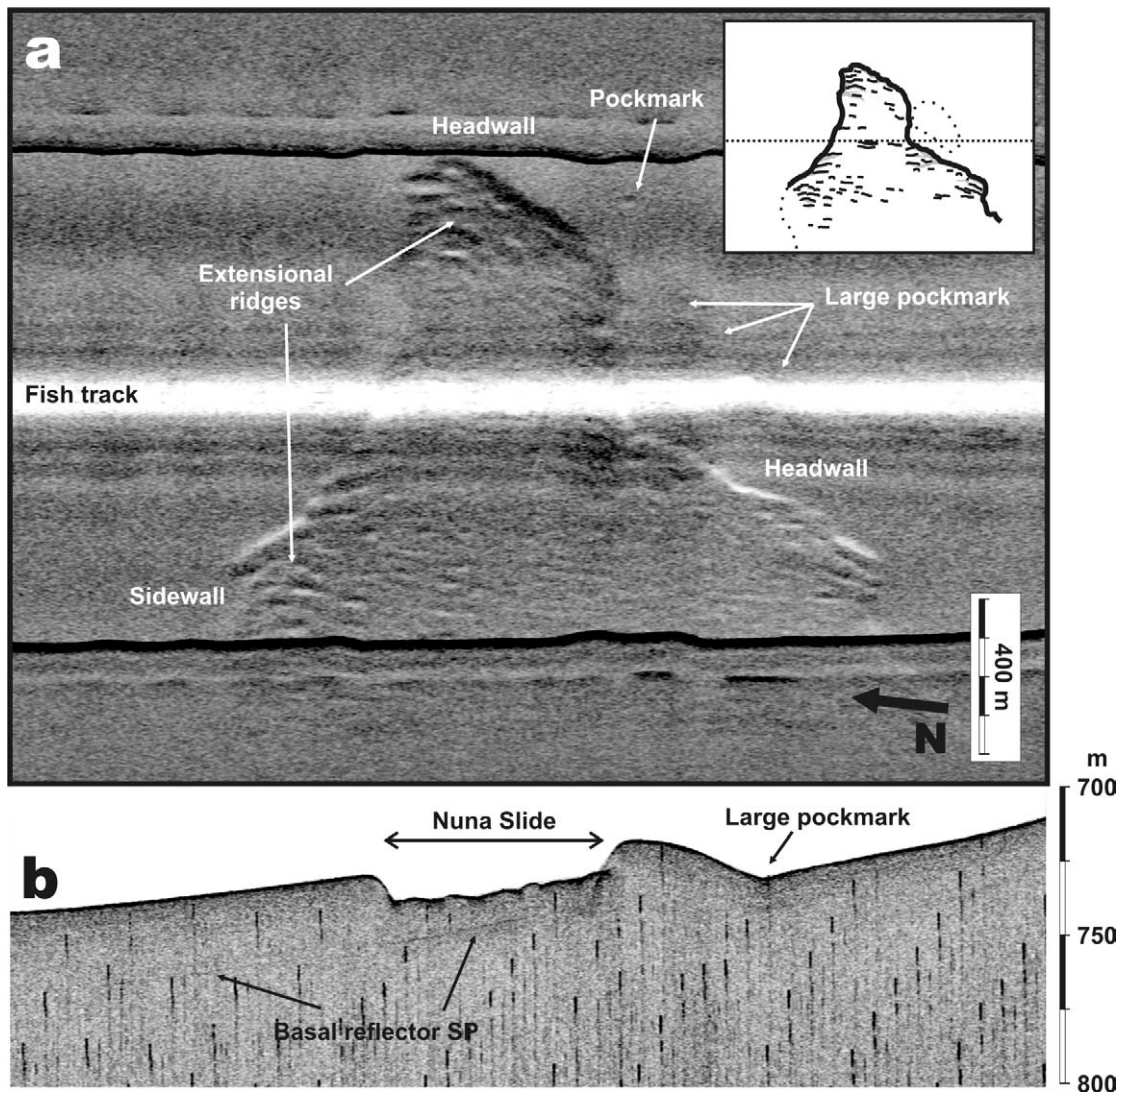 a
Pockmark
Headwall
Extensional
ridges
Large pockmark
Fish track
Headwall
Sidewall
400 m
N
m
700
Nuna Slide
Large pockmark
b
750
Basal reflector SP
800